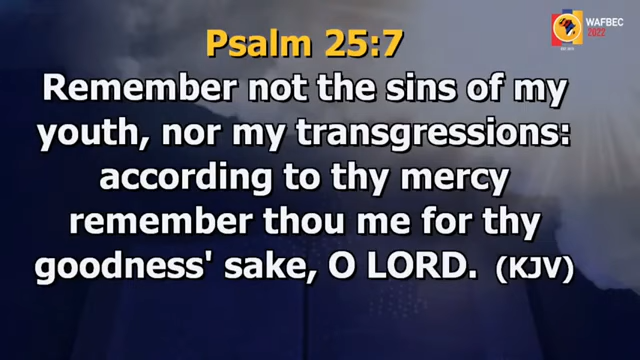 WAFBEC
2022
Psalm 25:7
Remember not the sins of my
youth, nor my transgressions:
according to thy mercy
remember thou me for thy
goodness' sake, O LORD. (KJV)